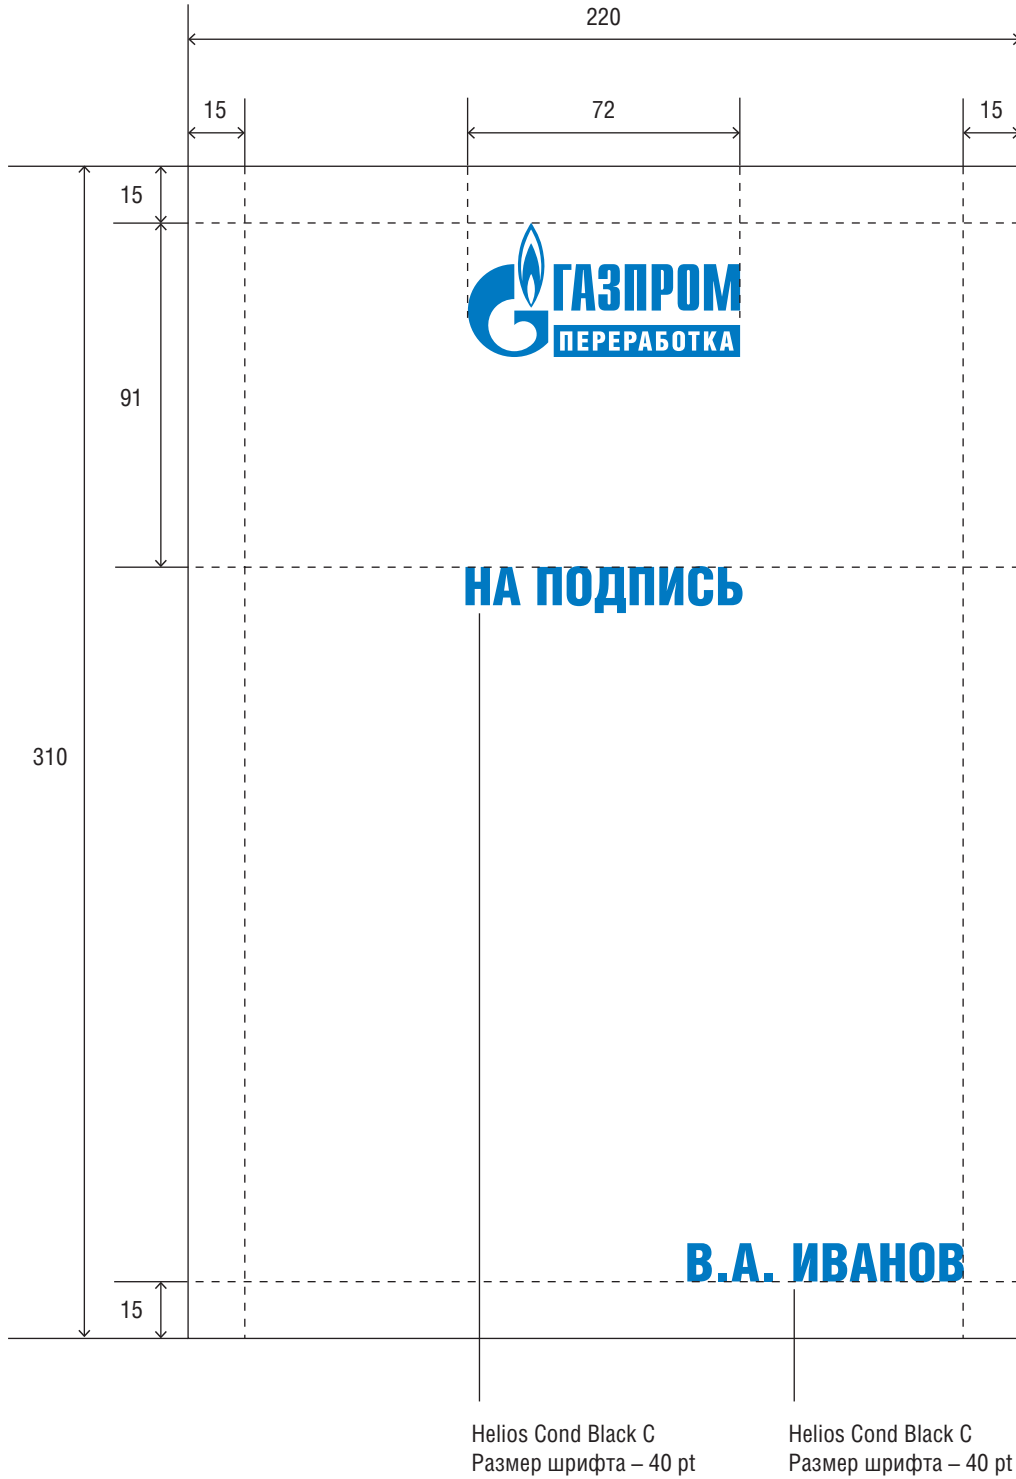 220
15
72
15
15
ГАЗПРОМ
ПЕРЕРАБОТКА
91
НА ПОДПИСЬ
310
В.А. ИВАНОВ
15
Helios Cond Black C
Размер шрифта – 40 pt
Helios Cond Black C
Размер шрифта – 40 pt